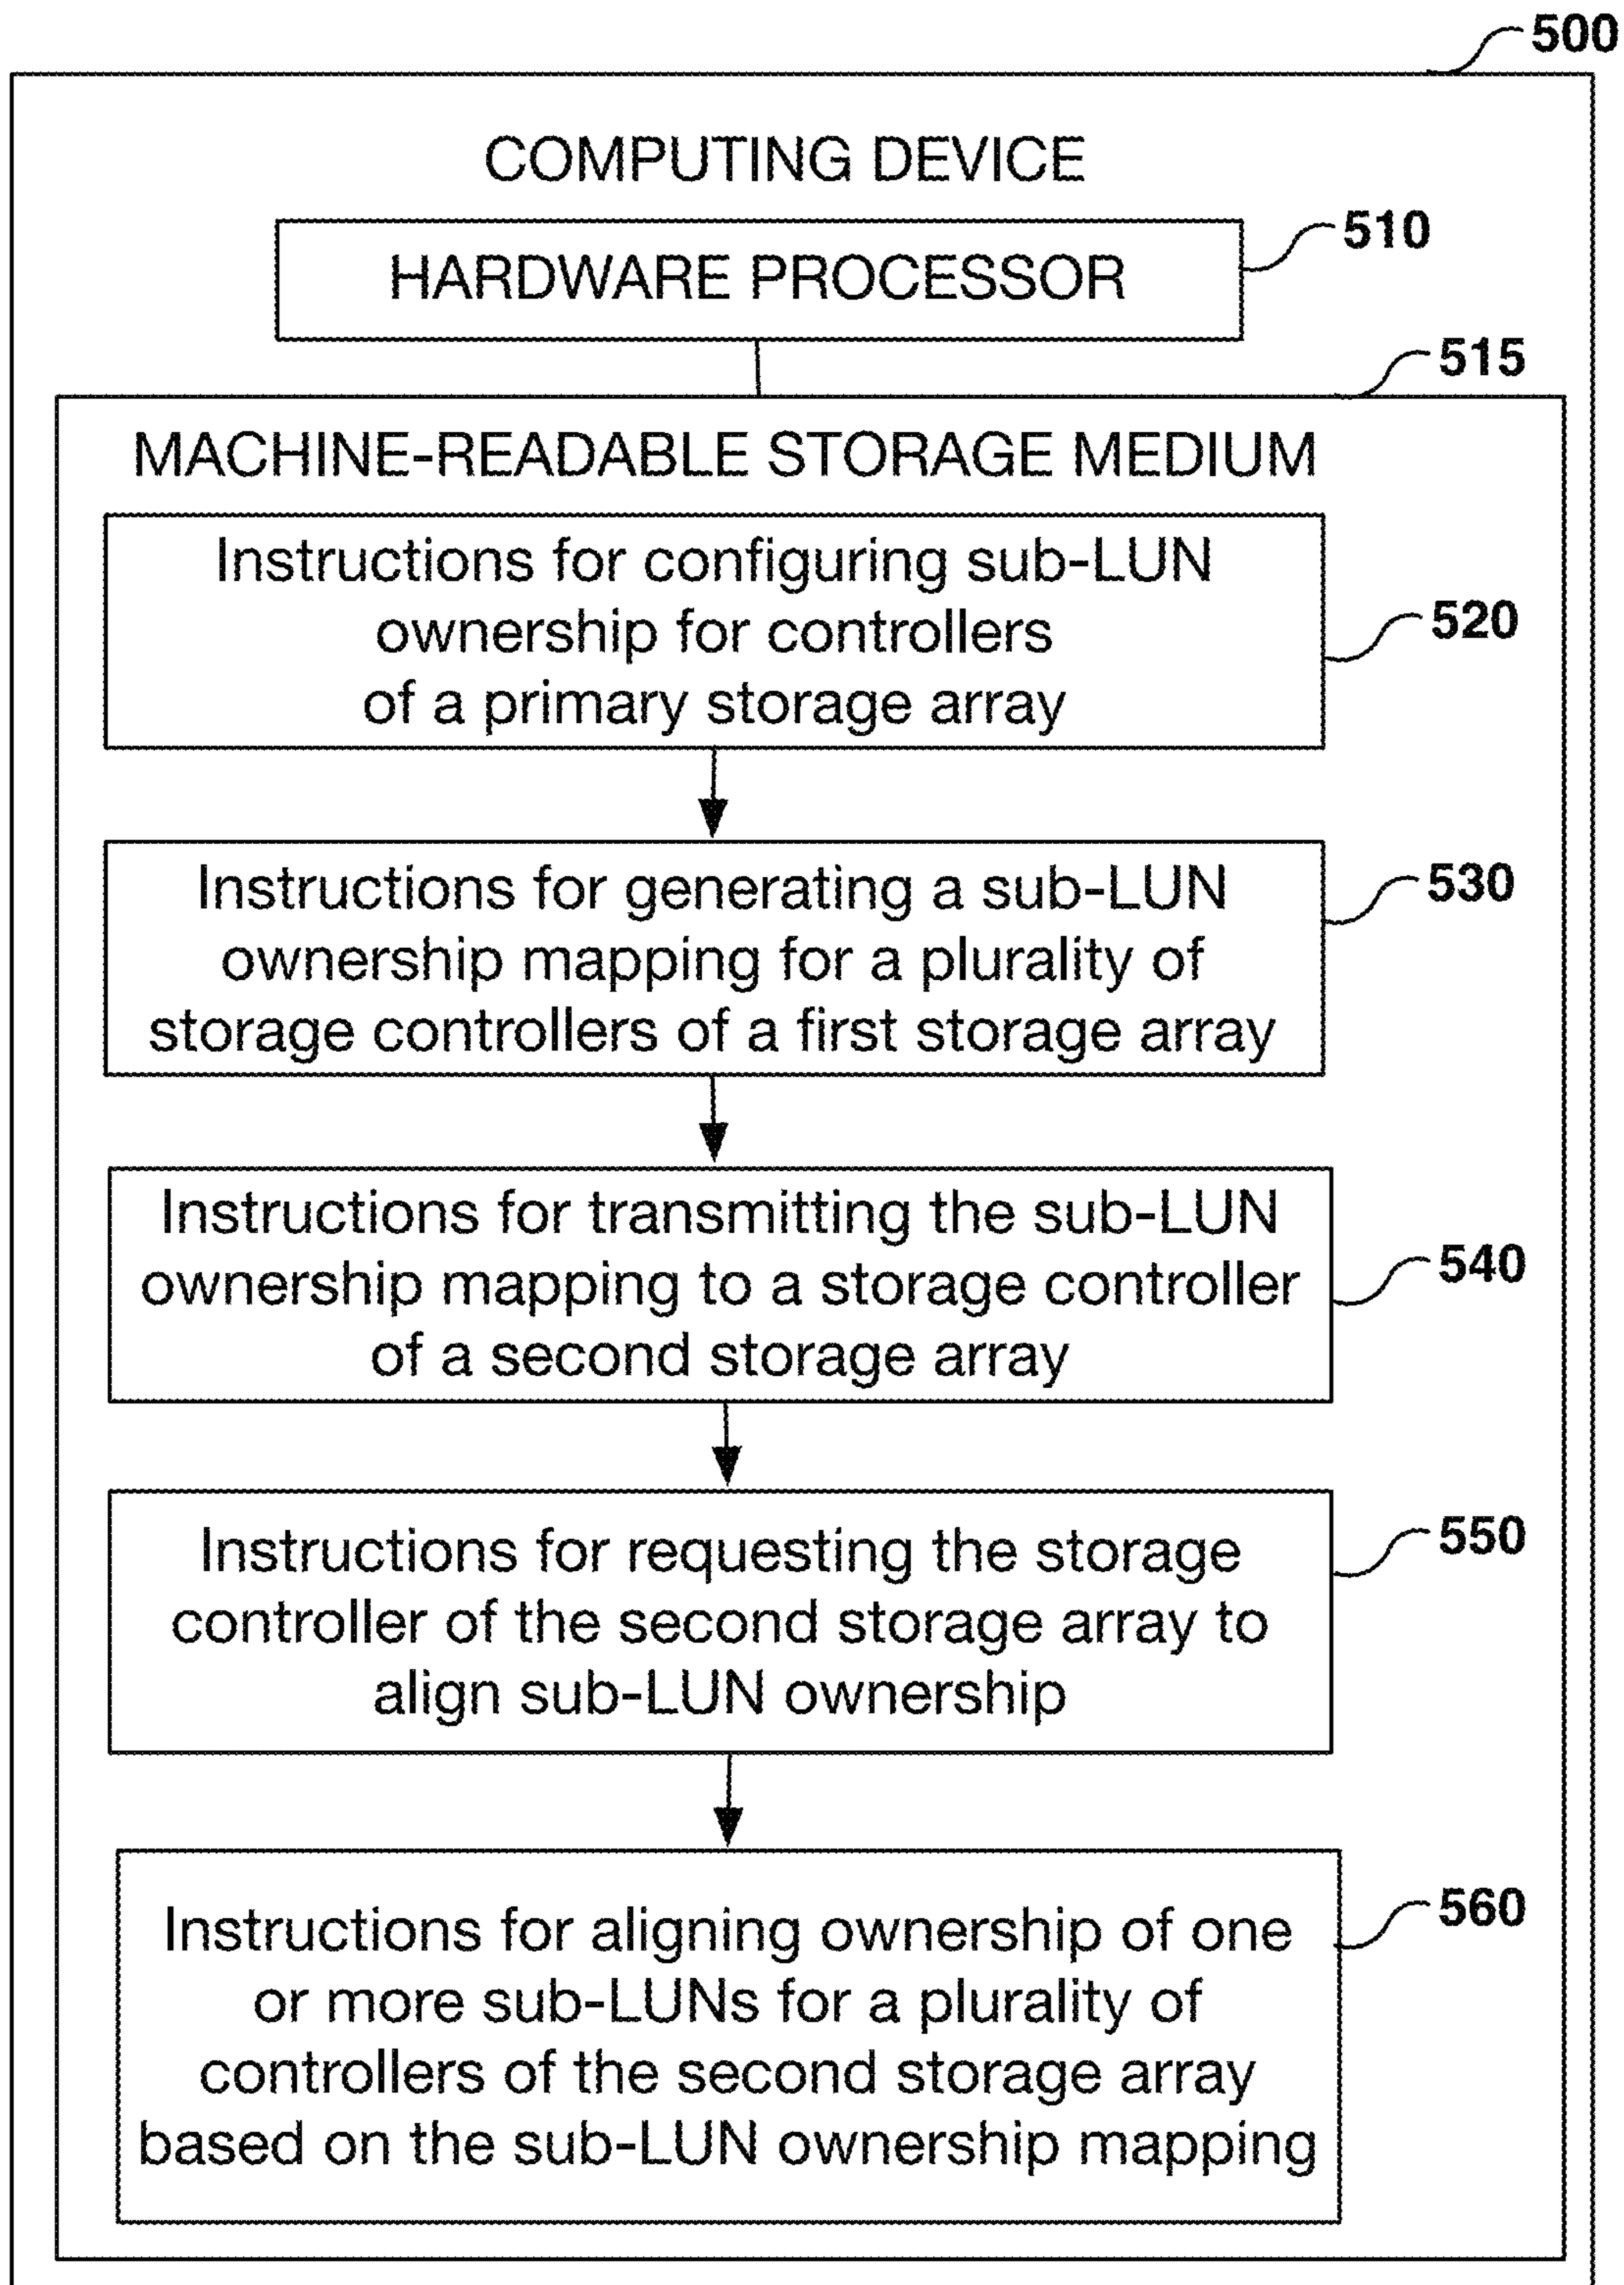 500
COMPUTING DEVICE
HARDWARE PROCESSOR
510
515
MACHINE-READABLE STORAGE MEDIUM
Instructions for configuring sub-LUN
ownership for controllers
of a primary storage array
520
Instructions for generating a sub-LUN
ownership mapping for a plurality of
storage controllers of a first storage array
530
Instructions for transmitting the sub-LUN
ownership mapping to a storage controller
of a second storage array
540
Instructions for requesting the storage
controller of the second storage array to
align sub-LUN ownership
550
Instructions for aligning ownership of one
or more sub-LUNs for a plurality of
controllers of the second storage array
based on the sub-LUN ownership mapping
560